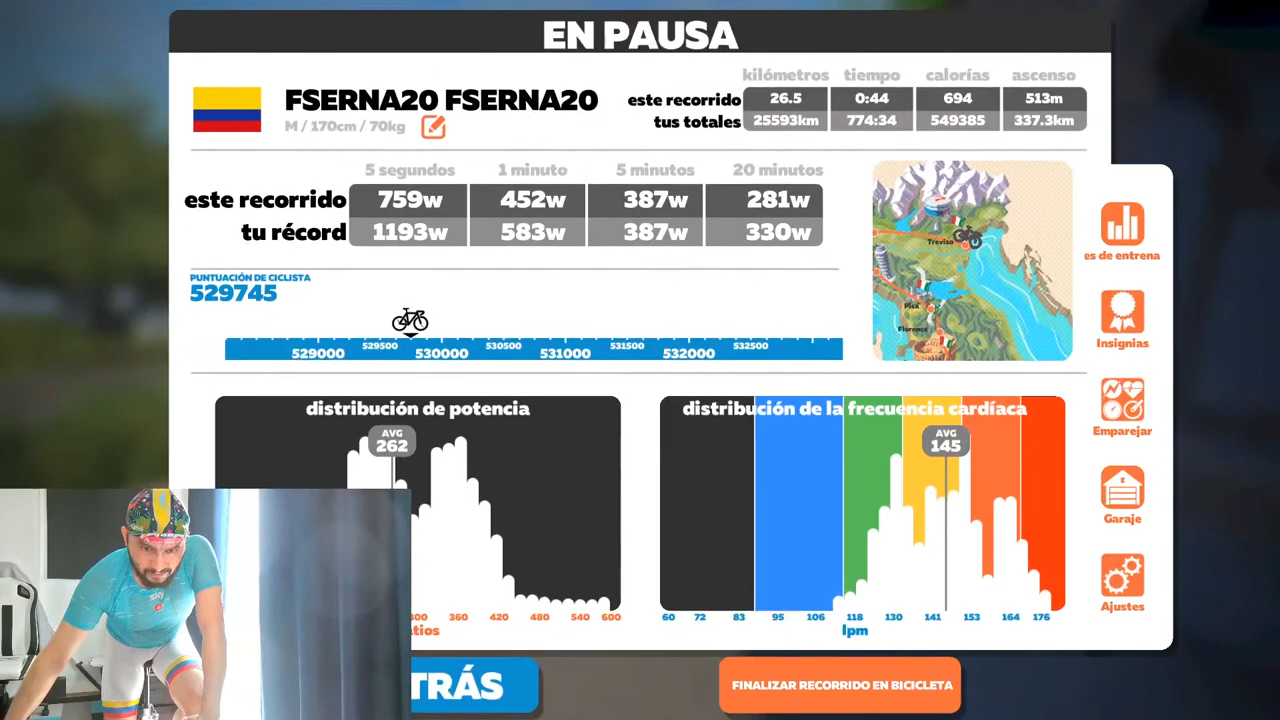 EN PAUSA
kilómetros tiempo calorías ascenso
FSERNA20 FSERNA20
este recorrido 26.5 0:44 694 513m
M / 170cm / 70kg
tus totales 25593km 774:34 549385 337.3km
5 segundos 1 minuto 5 minutos 20 minutos
este recorrido 759w 452w 387w 281w
tu récord 1193w 583w 387w 330w
Treviso
Pisa
Florence
es de entrena
PUNTUACIÓN DE CICLISTA
529745
529500 530500 531500 532500
529000 530000 531000 532000
Insignias
distribución de potencia
AVG
262
300 360 420 480 540 600
atios
distribución de la frecuencia cardíaca
AVG
145
60 72 83 95 106 118 130 141 153 164 176
lpm
Emparejar
Garaje
Ajustes
sky
TRÁS
FINALIZAR RECORRIDO EN BICICLETA